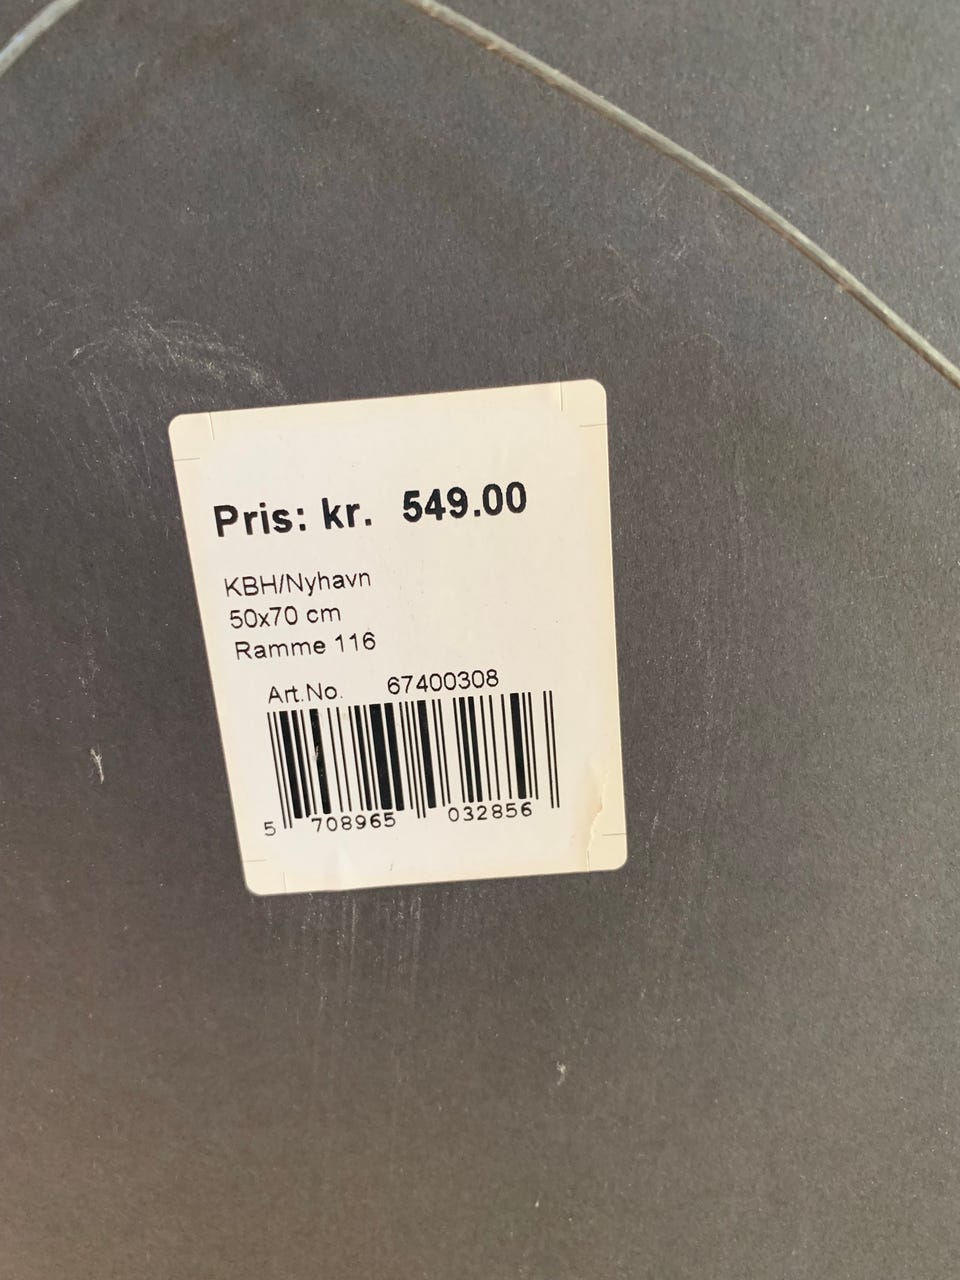 Pris: kr. 549.00
KBH/Nyhavn
50x70 cm
Ramme 116
Art.No. 67400308
5 708965 032856